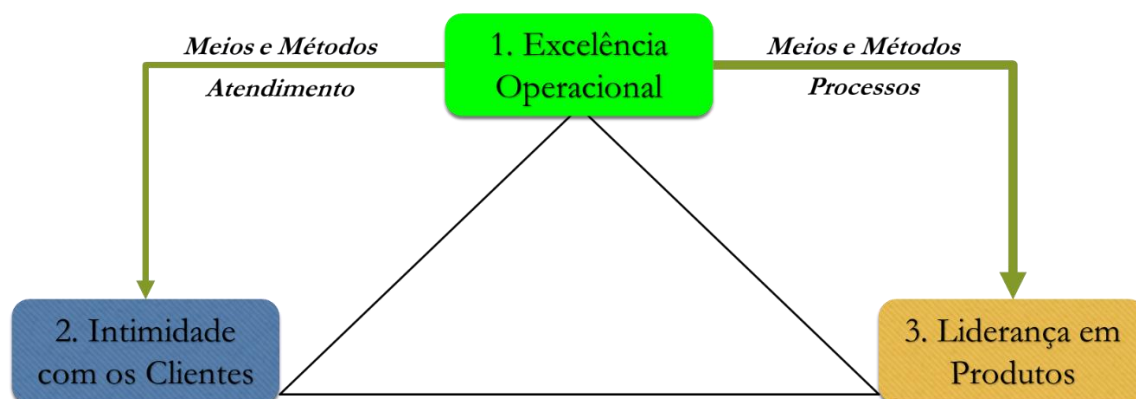 Meios e Métodos
Atendimento
1. Excelência
Operacional
Meios e Métodos
Processos
2. Intimidade
com os Clientes
3. Liderança em
Produtos